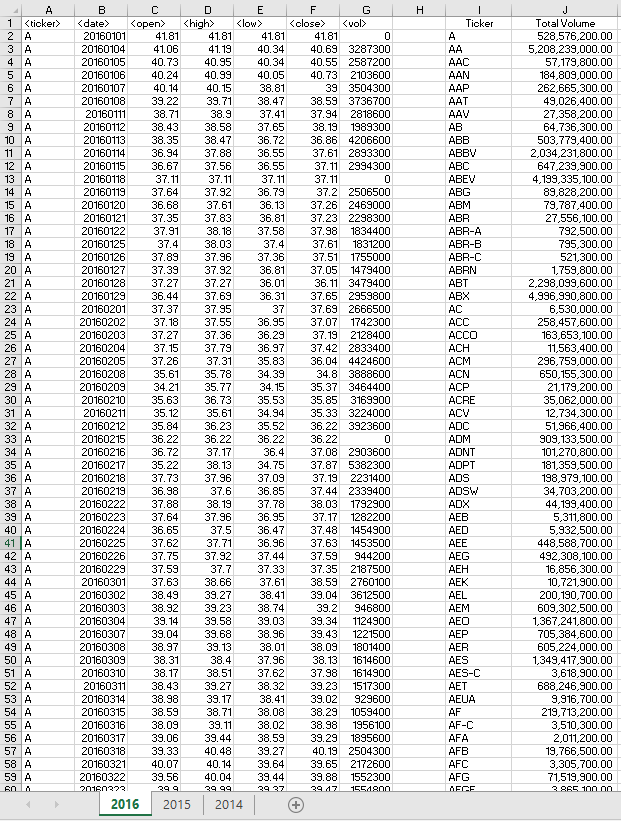 A B C D E F G H I J
1 <ticker> <date> <open> <high> <low> <close> <vol> Ticker Total Volume
2 A 20160101 41.81 41.81 41.81 41.81 0 A 528,576,200.00
3 A 20160104 41.06 41.19 40.34 40.69 3287300 AA 5,208,239,000.00
4 A 20160105 40.73 40.95 40.34 40.55 2587200 AAC 57,179,800.00
5 A 20160106 40.24 40.99 40.05 40.73 2103600 AAN 184,809,000.00
6 A 20160107 40.14 40.15 38.81 39 3504300 AAP 262,665,300.00
7 A 20160108 39.22 39.71 38.47 38.59 3736700 AAT 49,026,400.00
8 A 20160111 38.71 38.9 37.41 37.94 2818600 AAV 27,358,200.00
9 A 20160112 38.43 38.58 37.65 38.19 1989300 AB 64,736,300.00
10 A 20160113 38.35 38.47 36.72 36.86 4206600 ABB 503,779,400.00
11 A 20160114 36.94 37.88 36.55 37.61 2893300 ABBV 2,034,231,800.00
12 A 20160115 36.67 37.56 36.55 37.11 2994300 ABC 647,239,900.00
13 A 20160118 37.11 37.11 37.11 37.11 0 ABEV 4,199,335,100.00
14 A 20160119 37.64 37.92 36.79 37.2 2506500 ABG 89,828,200.00
15 A 20160120 36.68 37.61 36.13 37.26 2469000 ABM 79,787,400.00
16 A 20160121 37.35 37.83 36.81 37.23 2298300 ABR 27,556,100.00
17 A 20160122 37.91 38.18 37.58 37.98 1834400 ABR-A 792,500.00
18 A 20160125 37.4 38.03 37.4 37.61 1831200 ABR-B 795,300.00
19 A 20160126 37.89 37.96 37.36 37.51 1755000 ABR-C 521,300.00
20 A 20160127 37.39 37.92 36.81 37.05 1479400 ABRN 1,759,800.00
21 A 20160128 37.27 37.27 36.01 36.11 3479400 ABT 2,298,099,600.00
22 A 20160129 36.44 37.69 36.31 37.65 2959800 ABX 4,996,990,800.00
23 A 20160201 37.37 37.95 37 37.69 2666500 AC 6,530,000.00
24 A 20160202 37.18 37.55 36.95 37.07 1742300 ACC 258,457,600.00
25 A 20160203 37.27 37.36 36.29 37.19 2128400 ACCO 163,653,100.00
26 A 20160204 37.15 37.79 36.97 37.42 2833400 ACH 11,563,400.00
27 A 20160205 37.26 37.31 35.83 36.04 4424600 ACM 296,759,000.00
28 A 20160208 35.61 35.78 34.39 34.8 3888600 ACN 650,155,300.00
29 A 20160209 34.21 35.77 34.15 35.37 3464400 ACP 21,179,200.00
30 A 20160210 35.63 36.73 35.53 35.85 3169900 ACRE 35,062,000.00
31 A 20160211 35.12 35.61 34.94 35.33 3224000 ACV 12,734,300.00
32 A 20160212 35.84 36.23 35.52 36.22 3923600 ADC 51,966,400.00
33 A 20160215 36.22 36.22 36.22 36.22 0 ADM 909,133,500.00
34 A 20160216 36.72 37.17 36.4 37.08 2903600 ADNT 101,270,800.00
35 A 20160217 35.22 38.13 34.75 37.87 5382300 ADPT 181,359,500.00
36 A 20160218 37.73 37.96 37.09 37.19 2231400 ADS 198,979,100.00
37 A 20160219 36.98 37.6 36.85 37.44 2339400 ADSW 34,703,200.00
38 A 20160222 37.88 38.19 37.78 38.03 1792900 ADX 44,199,400.00
39 A 20160223 37.64 37.96 36.95 37.17 1282200 AEB 5,311,800.00
40 A 20160224 36.65 37.5 36.47 37.48 1454900 AED 5,932,500.00
41 A 20160225 37.62 37.71 36.96 37.63 1453500 AEE 448,588,700.00
42 A 20160226 37.75 37.92 37.44 37.59 944200 AEG 492,308,100.00
43 A 20160229 37.59 37.7 37.33 37.35 2187500 AEH 16,856,300.00
44 A 20160301 37.63 38.66 37.61 38.59 2760100 AEK 10,721,900.00
45 A 20160302 38.49 39.27 38.41 39.04 3612500 AEL 200,190,700.00
46 A 20160303 38.92 39.23 38.74 39.2 946800 AEM 609,302,500.00
47 A 20160304 39.14 39.58 39.03 39.34 1124900 AEO 1,367,241,800.00
48 A 20160307 39.04 39.68 38.96 39.43 1221500 AEP 705,384,600.00
49 A 20160308 38.97 39.13 38.01 38.09 1801400 AER 605,224,000.00
50 A 20160309 38.31 38.4 37.96 38.13 1614600 AES 1,349,417,900.00
51 A 20160310 38.17 38.51 37.62 37.98 1614900 AES-C 3,618,900.00
52 A 20160311 38.43 39.27 38.32 39.23 1517300 AET 688,246,900.00
53 A 20160314 38.98 39.17 38.41 39.02 929600 AEUA 9,916,700.00
54 A 20160315 38.59 38.71 38.08 38.29 1059400 AF 219,713,200.00
55 A 20160316 38.09 39.11 38.02 38.98 1956100 AF-C 3,510,300.00
56 A 20160317 39.06 39.44 38.59 39.29 1895600 AFA 2,011,200.00
57 A 20160318 39.33 40.48 39.27 40.19 2504300 AFB 19,766,500.00
58 A 20160321 40.07 40.14 39.64 39.65 2172600 AFC 3,305,700.00
59 A 20160322 39.56 40.04 39.44 39.88 1552300 AFG 71,519,900.00
60 A 20160323 39.9 39.99 39.37 39.47 1554800 AFGE 3,865,100.00
2016 2015 2014